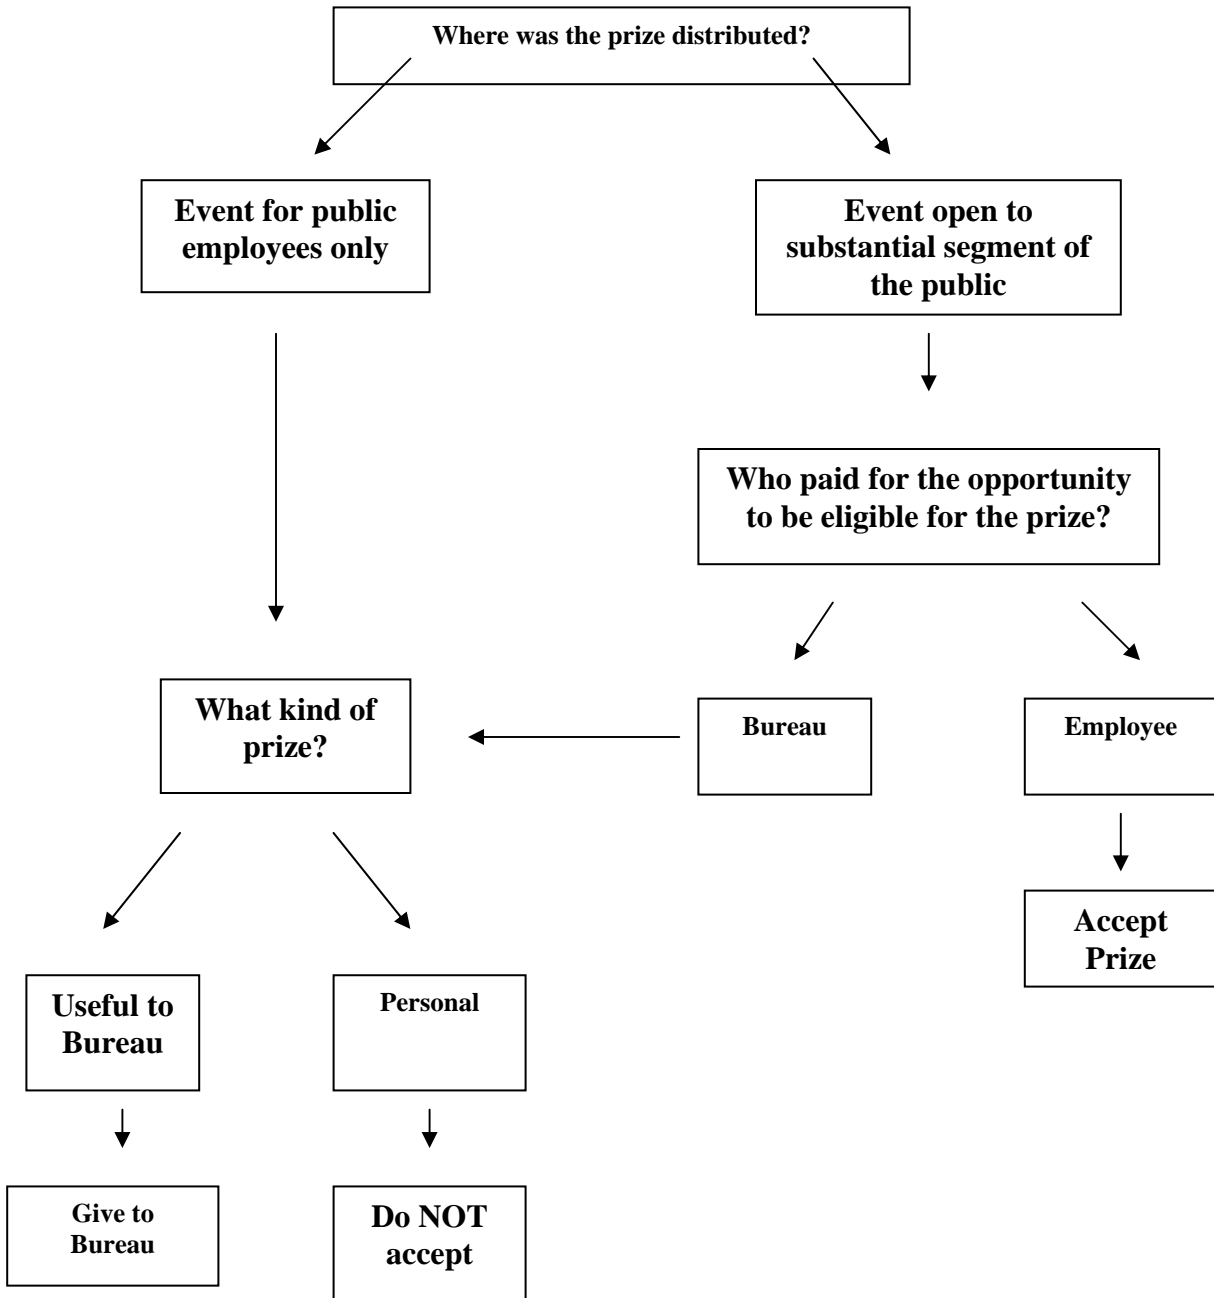 Where was the prize distributed?
Event for public
employees only
Event open to
substantial segment of
the public
Who paid for the opportunity
to be eligible for the prize?
What kind of
prize?
Bureau
Employee
Accept
Prize
Useful to
Bureau
Personal
Give to
Bureau
Do NOT
accept